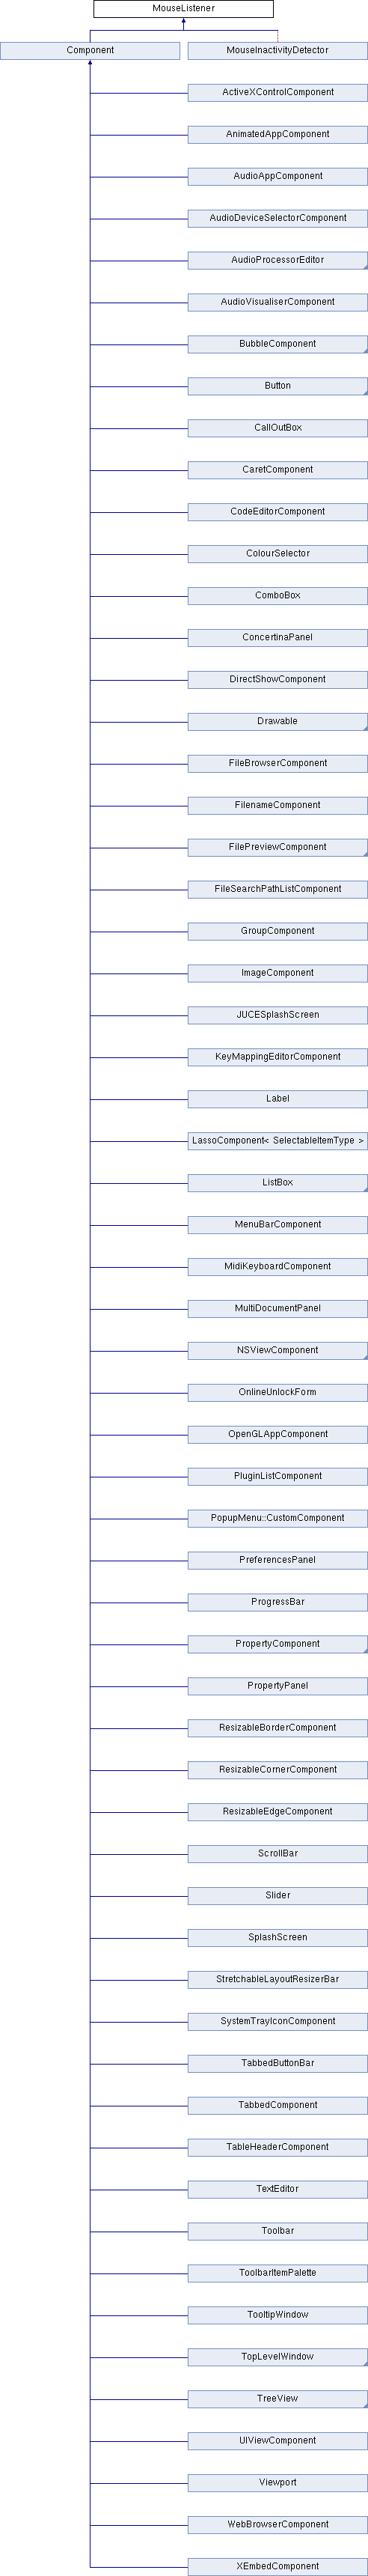 MouseListener
Component
MouseInactivityDetector
ActiveXControlComponent
AnimatedAppComponent
AudioAppComponent
AudioDeviceSelectorComponent
AudioProcessorEditor
AudioVisualiserComponent
BubbleComponent
Button
CallOutBox
CaretComponent
CodeEditorComponent
ColourSelector
ComboBox
ConcertinaPanel
DirectShowComponent
Drawable
FileBrowserComponent
FilenameComponent
FilePreviewComponent
FileSearchPathListComponent
GroupComponent
ImageComponent
JUCESplashScreen
KeyMappingEditorComponent
Label
LassoComponent< SelectableItemType >
ListBox
MenuBarComponent
MidiKeyboardComponent
MultiDocumentPanel
NSViewComponent
OnlineUnlockForm
OpenGLAppComponent
PluginListComponent
PopupMenu::CustomComponent
PreferencesPanel
ProgressBar
PropertyComponent
PropertyPanel
ResizableBorderComponent
ResizableCornerComponent
ResizableEdgeComponent
ScrollBar
Slider
SplashScreen
StretchableLayoutResizerBar
SystemTrayIconComponent
TabbedButtonBar
TabbedComponent
TableHeaderComponent
TextEditor
Toolbar
ToolbarItemPalette
TooltipWindow
TopLevelWindow
TreeView
UIViewComponent
Viewport
WebBrowserComponent
XEmbedComponent